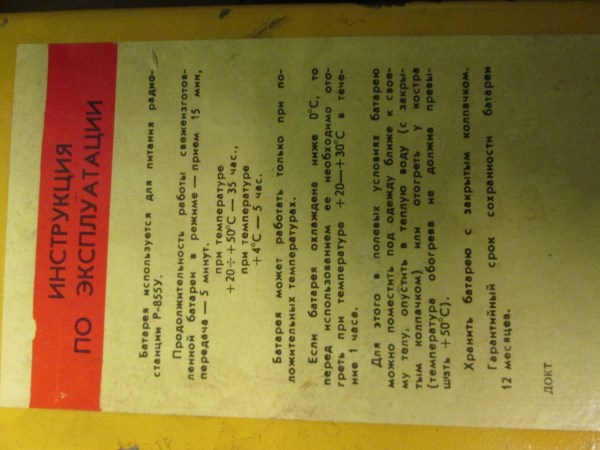 ИНСТРУКЦИЯ
ПО ЭКСПЛУАТАЦИИ
Батарея используется для питания радио-
станции Р-855У.
Продолжительность работы свежеизготов-
ленной батареи в режиме — прием 15 мин,
передача — 5 минут.
при температуре
+20÷+50°С — 35 час.,
при температуре
+4°С — 5 час.
Батарея может работать только при по-
ложительных температурах.
Если батарея охлаждена ниже 0°С, то
перед использованием ее необходимо ото-
греть при температуре +20—+30°С в тече-
ние 1 часа.
Для этого в полевых условиях батарею
можно поместить под одежду ближе к свое-
му телу, опустить в теплую воду (с закры-
тым колпачком) или отогреть у костра
(температура обогрева не должна превы-
шать +50°С).
Хранить батарею с закрытым колпачком.
Гарантийный срок сохранности батареи
12 месяцев.
ДОКТ